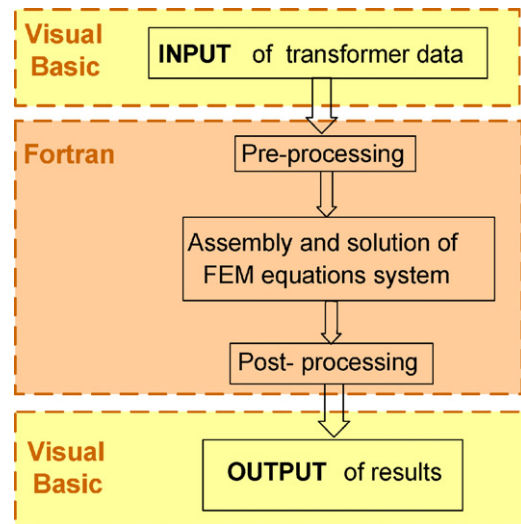 Visual
Basic
INPUT of transformer data
Fortran
Pre-processing
Assembly and solution of
FEM equations system
Post- processing
Visual
Basic
OUTPUT of results